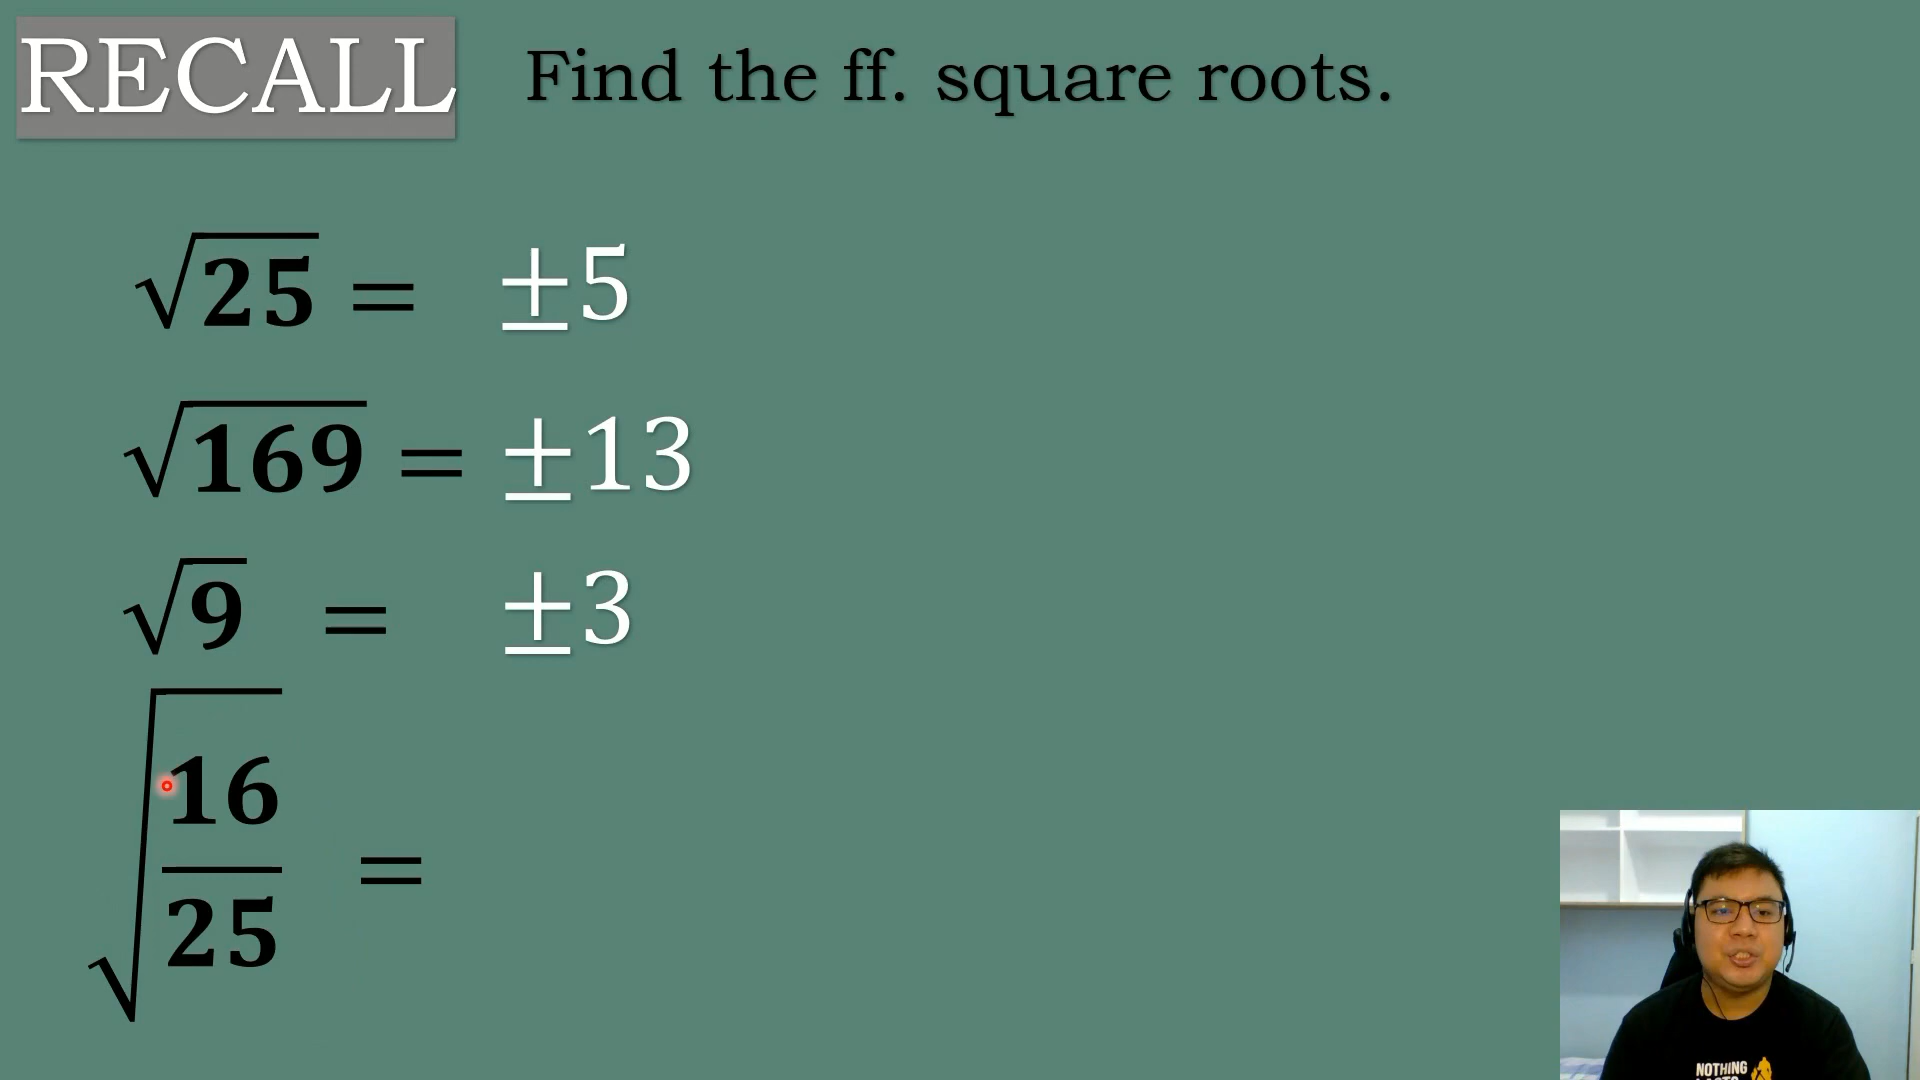 RECALL Find the ff. square roots.
√25 = ±5
√169 = ±13
√9 = ±3
√(16/25) =
NOTHING